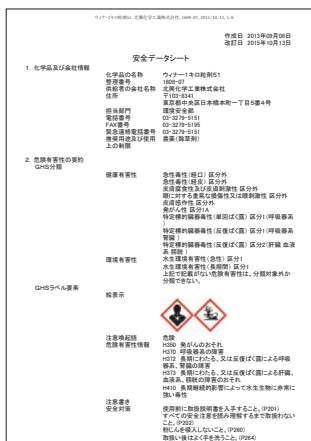 ウィナー1キロ粒剤51, 北興化学工業株式会社, 1608-07, 2015/10/13, 1/6
作成日 2013年09月06日
改訂日 2015年10月13日
安全データシート
1. 化学品及び会社情報
化学品の名称 ウィナー1キロ粒剤51
整理番号 1608-07
供給者の会社名称 北興化学工業株式会社
住所 〒103-8341
東京都中央区日本橋本町一丁目5番4号
担当部門 環境安全部
電話番号 03-3279-5151
FAX番号 03-3279-5195
緊急連絡電話番号 03-3279-5151
推奨用途及び使用上の制限 農薬(除草剤)
2. 危険有害性の要約
GHS分類
健康有害性 急性毒性(経口) 区分外
急性毒性(経皮) 区分外
皮膚腐食性及び皮膚刺激性 区分外
眼に対する重篤な損傷性又は眼刺激性 区分外
皮膚感作性 区分外
発がん性 区分1A
特定標的臓器毒性(単回ばく露) 区分1(呼吸器系)
特定標的臓器毒性(反復ばく露) 区分1(呼吸器系 腎臓)
特定標的臓器毒性(反復ばく露) 区分2(肝臓 血液系 膀胱)
環境有害性 水生環境有害性(急性) 区分1
水生環境有害性(長期間) 区分1
上記で記載がない危険有害性は、分類対象外か分類できない。
GHSラベル要素
絵表示
注意喚起語 危険
危険有害性情報 H350 発がんのおそれ
H370 呼吸器系の障害
H372 長期にわたる、又は反復ばく露による呼吸器系、腎臓の障害
H373 長期にわたる、又は反復ばく露による肝臓、血液系、膀胱の障害のおそれ
H410 長期継続的影響によって水生生物に非常に強い毒性
注意書き
安全対策 使用前に取扱説明書を入手すること。(P201)
すべての安全注意を読み理解するまで取扱わないこと。(P202)
粉じんを吸入しないこと。(P260)
取扱い後はよく手を洗うこと。(P264)